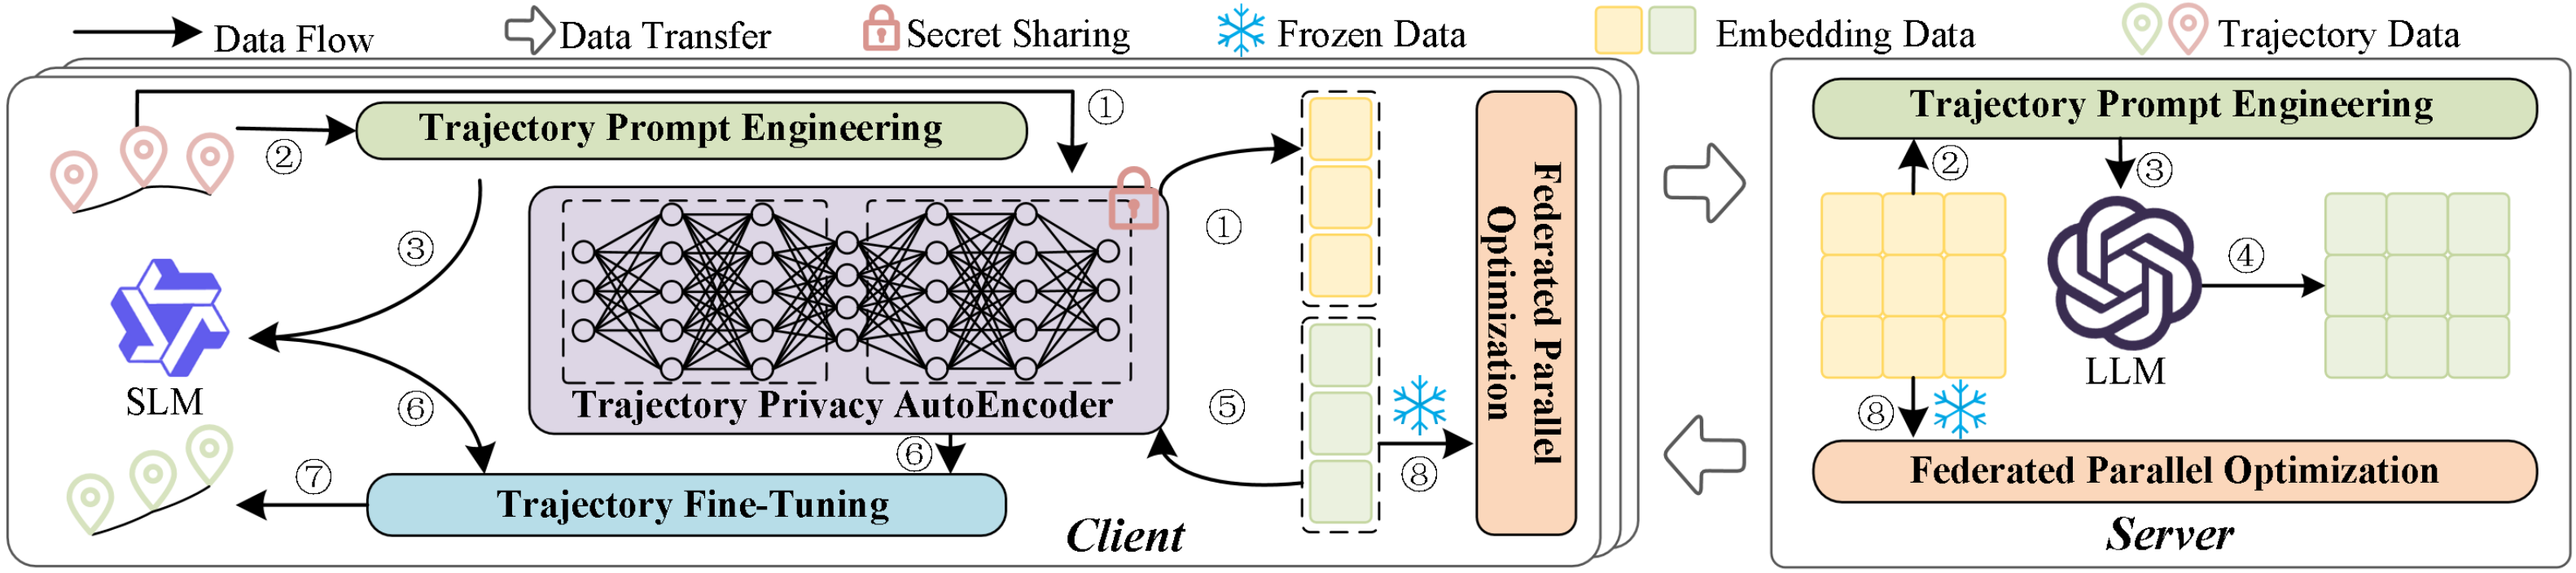 Data Flow
Data Transfer
Secret Sharing
Frozen Data
Embedding Data
Trajectory Data
①
Trajectory Prompt Engineering
②
③
SLM
⑥
Trajectory Privacy AutoEncoder
⑥
⑦
Trajectory Fine-Tuning
①
⑤
⑧
Federated Parallel
Optimization
Client
Trajectory Prompt Engineering
②
③
④
LLM
⑧
Federated Parallel Optimization
Server